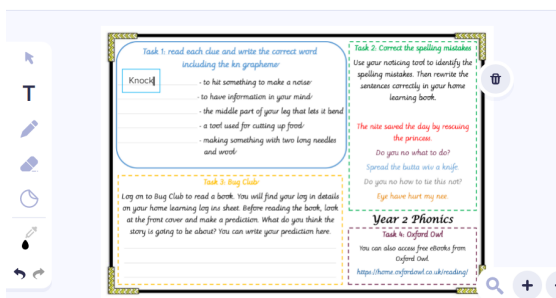 Task 1: read each clue and write the correct word
including the kn grapheme
Knock
- to hit something to make a noise
- to have information in your mind
- the middle part of your leg that lets it bend
- a tool used for cutting up food
- making something with two long needles
and wool
Task 2: Correct the spelling mistakes
Use your noticing tool to identify the
spelling mistakes. Then rewrite the
sentences correctly in your home
learning book.
The nite saved the day by rescuing
the princess.
Do you no what to do?
Spread the butta wiv a knife.
Do you no how to tie this not?
Eye have hurt my nee.
Task 3: Bug Club
Log on to Bug Club to read a book. You will find your log in details
on your home learning log ins sheet. Before reading the book, look
at the front cover and make a prediction. What do you think the
story is going to be about? You can write your prediction here.
Year 2 Phonics
Task 4: Oxford Owl
You can also access free eBooks from
Oxford Owl.
https://home.oxfordowl.co.uk/reading/
T